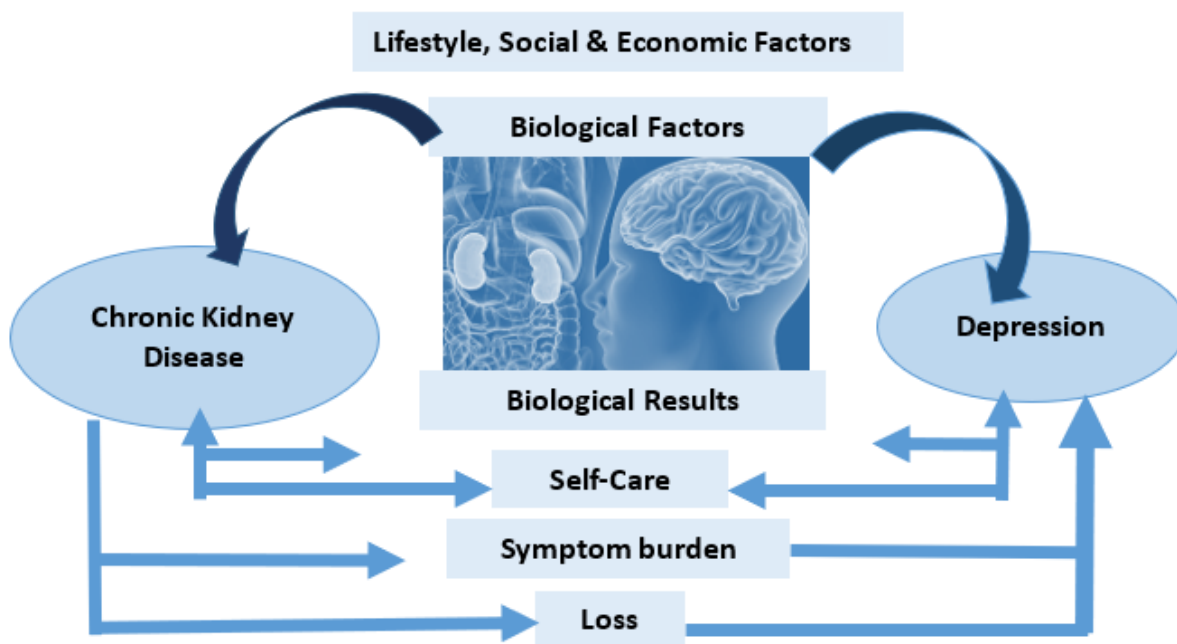 Lifestyle, Social & Economic Factors
Biological Factors
Chronic Kidney
Disease
Depression
Biological Results
Self-Care
Symptom burden
Loss